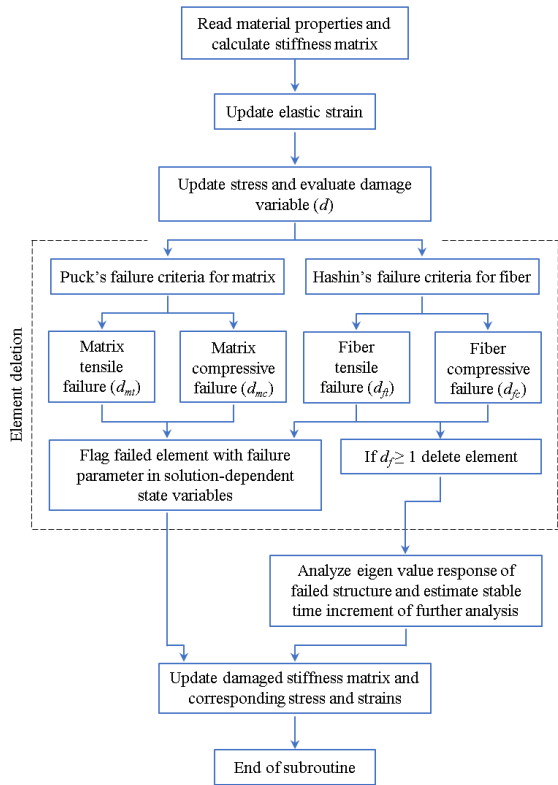 Read material properties and
calculate stiffness matrix
Update elastic strain
Update stress and evaluate damage
variable (d)
Element deletion
Puck's failure criteria for matrix
Hashin's failure criteria for fiber
Matrix
tensile
failure (dmt)
Matrix
compressive
failure (dmc)
Fiber
tensile
failure (dft)
Fiber
compressive
failure (dfc)
Flag failed element with failure
parameter in solution-dependent
state variables
If df ≥ 1 delete element
Analyze eigen value response of
failed structure and estimate stable
time increment of further analysis
Update damaged stiffness matrix and
corresponding stress and strains
End of subroutine